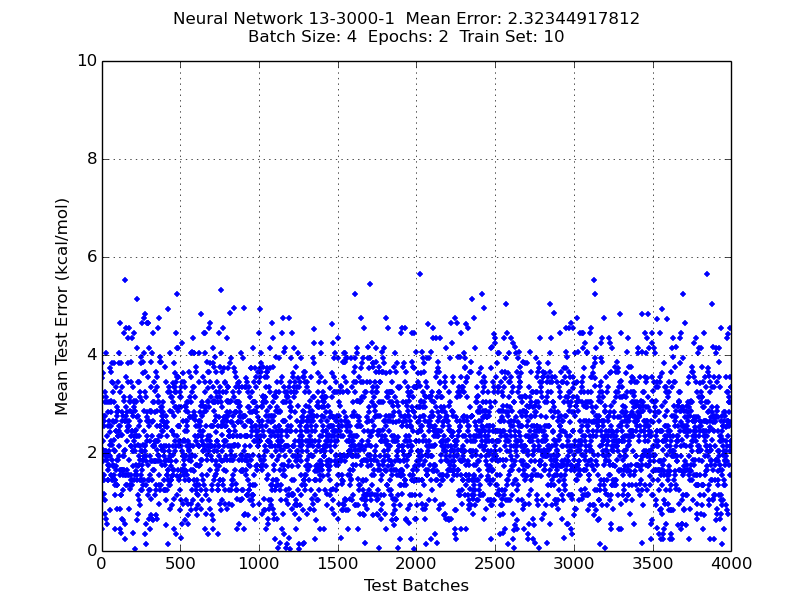 Neural Network 13-3000-1  Mean Error: 2.32344917812
Batch Size: 4  Epochs: 2  Train Set: 10
10
8
6
4
2
0
Mean Test Error (kcal/mol)
0 500 1000 1500 2000 2500 3000 3500 4000
Test Batches